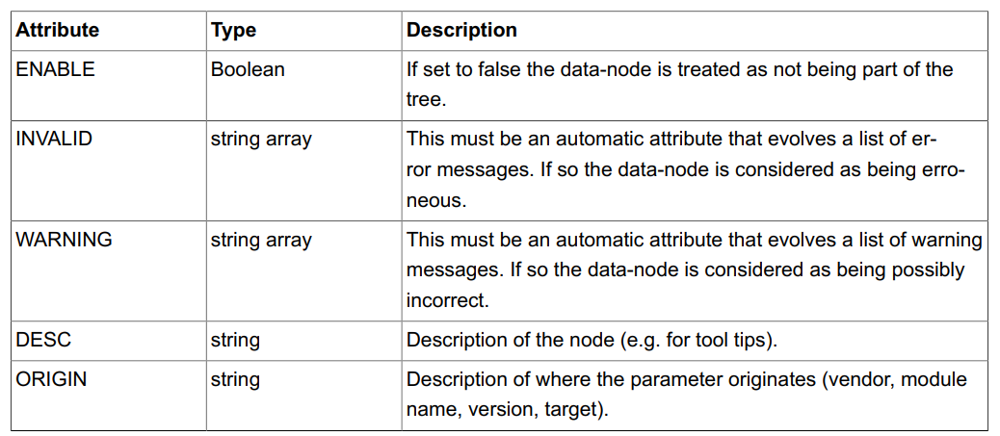 Attribute Type Description
ENABLE Boolean If set to false the data-node is treated as not being part of the
tree.
INVALID string array This must be an automatic attribute that evolves a list of er-
ror messages. If so the data-node is considered as being erro-
neous.
WARNING string array This must be an automatic attribute that evolves a list of warning
messages. If so the data-node is considered as being possibly
incorrect.
DESC string Description of the node (e.g. for tool tips).
ORIGIN string Description of where the parameter originates (vendor, module
name, version, target).